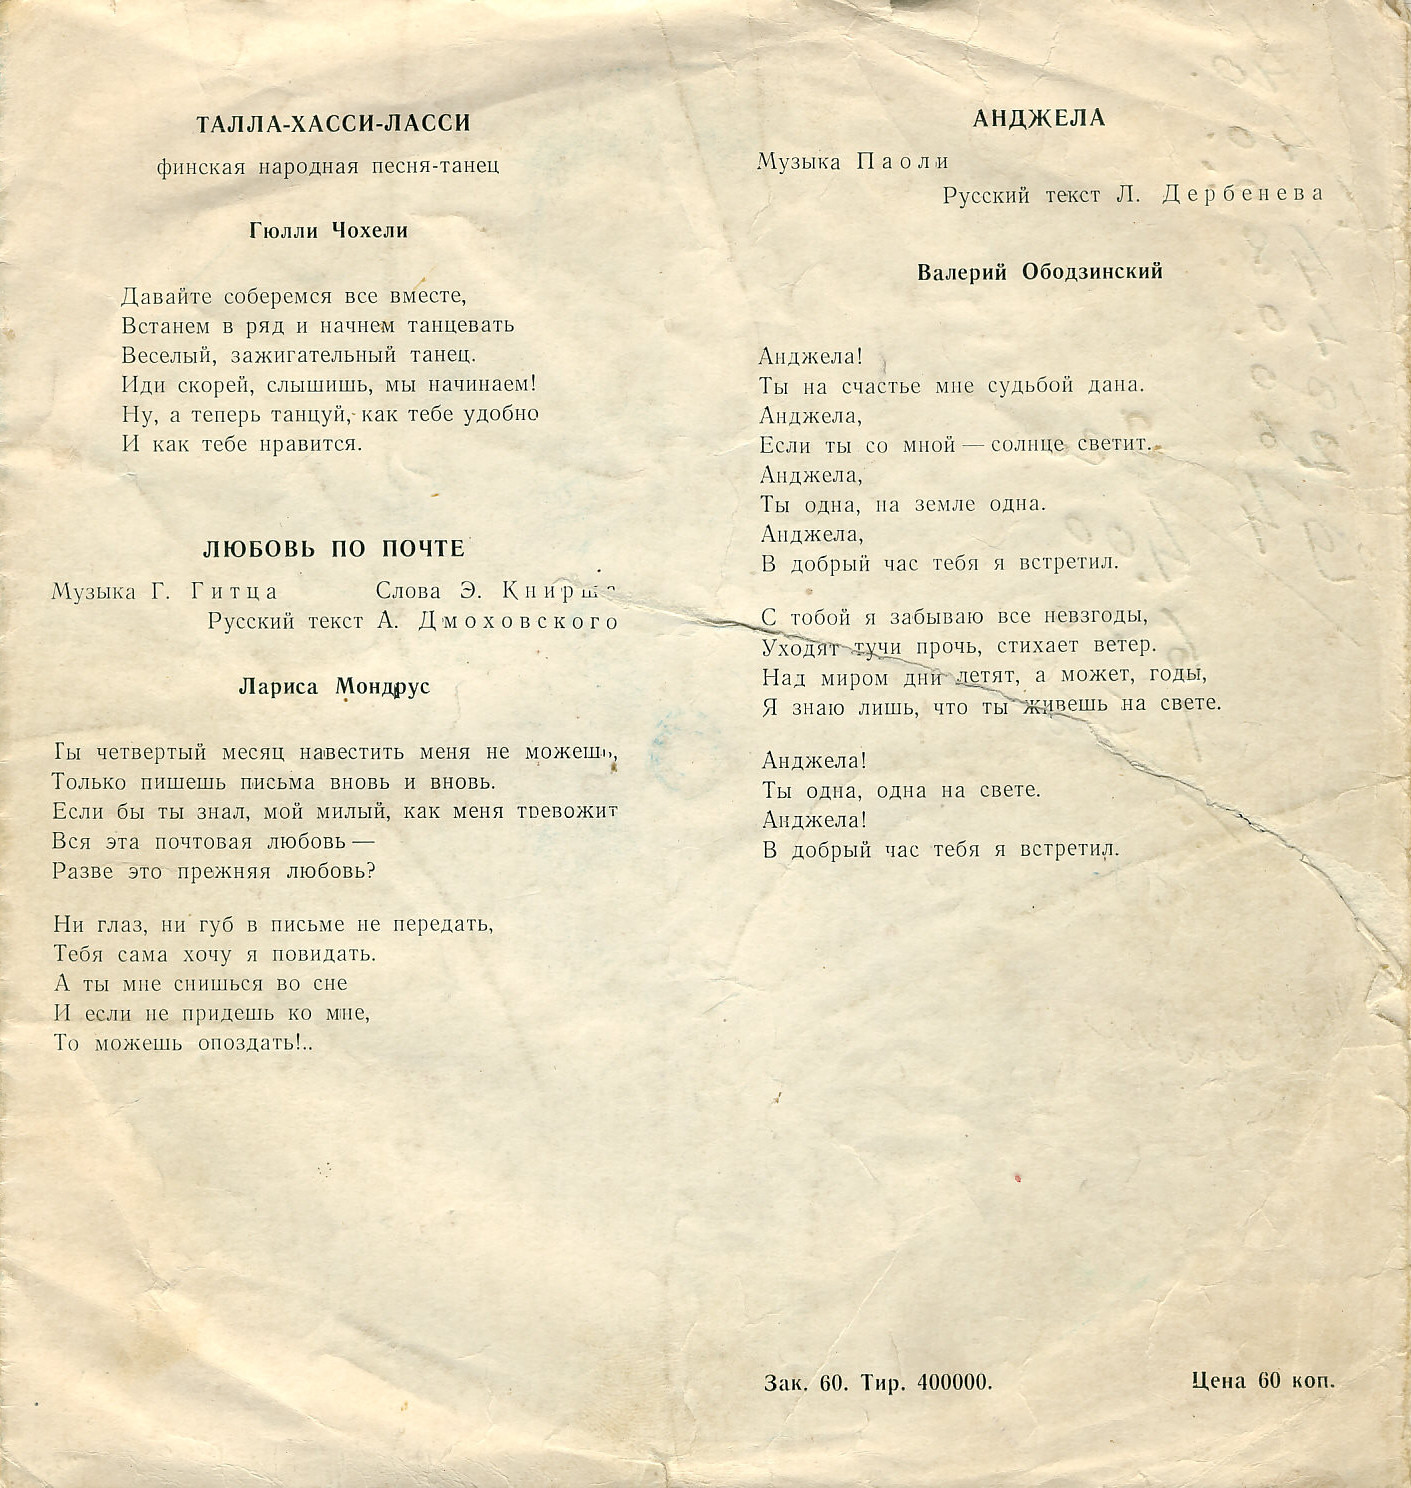 ТАЛЛА-ХАССИ-ЛАССИ
финская народная песня-танец
Гюлли Чохели
Давайте соберемся все вместе,
Встанем в ряд и начнем танцевать
Веселый, зажигательный танец.
Иди скорей, слышишь, мы начинаем!
Ну, а теперь танцуй, как тебе удобно
И как тебе нравится.
ЛЮБОВЬ ПО ПОЧТЕ
Музыка Г. Гитца Слова Э. Книрша
Русский текст А. Дмоховского
Лариса Мондрус
Ты четвертый месяц навестить меня не можешь,
Только пишешь письма вновь и вновь.
Если бы ты знал, мой милый, как меня тревожит
Вся эта почтовая любовь —
Разве это прежняя любовь?
Ни глаз, ни губ в письме не передать,
Тебя сама хочу я повидать.
А ты мне снишься во сне
И если не придешь ко мне,
То можешь опоздать!..
АНДЖЕЛА
Музыка Паоли
Русский текст Л. Дербенева
Валерий Ободзинский
Анджела!
Ты на счастье мне судьбой дана.
Анджела,
Если ты со мной — солнце светит.
Анджела,
Ты одна, на земле одна.
Анджела,
В добрый час тебя я встретил.
С тобой я забываю все невзгоды,
Уходят тучи прочь, стихает ветер.
Над миром дни летят, а может, годы,
Я знаю лишь, что ты живешь на свете.
Анджела!
Ты одна, одна на свете.
Анджела!
В добрый час тебя я встретил.
Зак. 60. Тир. 400000. Цена 60 коп.